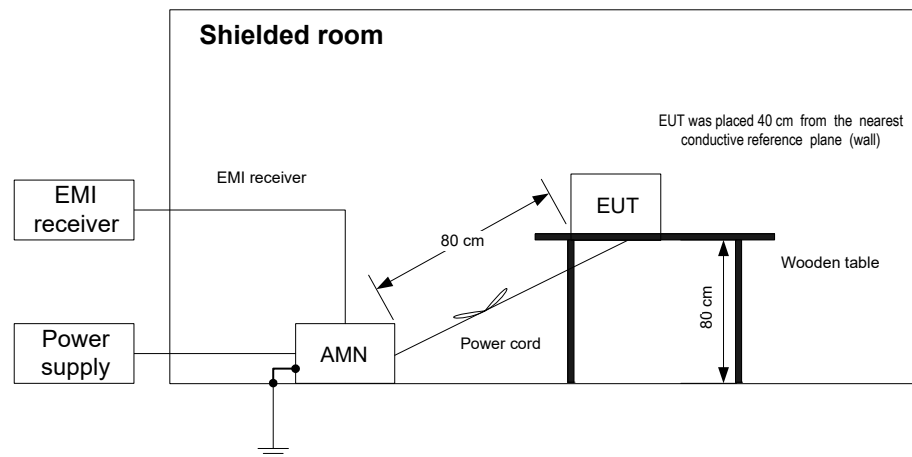 Shielded room
EUT was placed 40 cm from the nearest
conductive reference plane (wall)
EMI receiver
EMI
receiver
EUT
80 cm
Wooden table
80 cm
Power
supply
AMN
Power cord